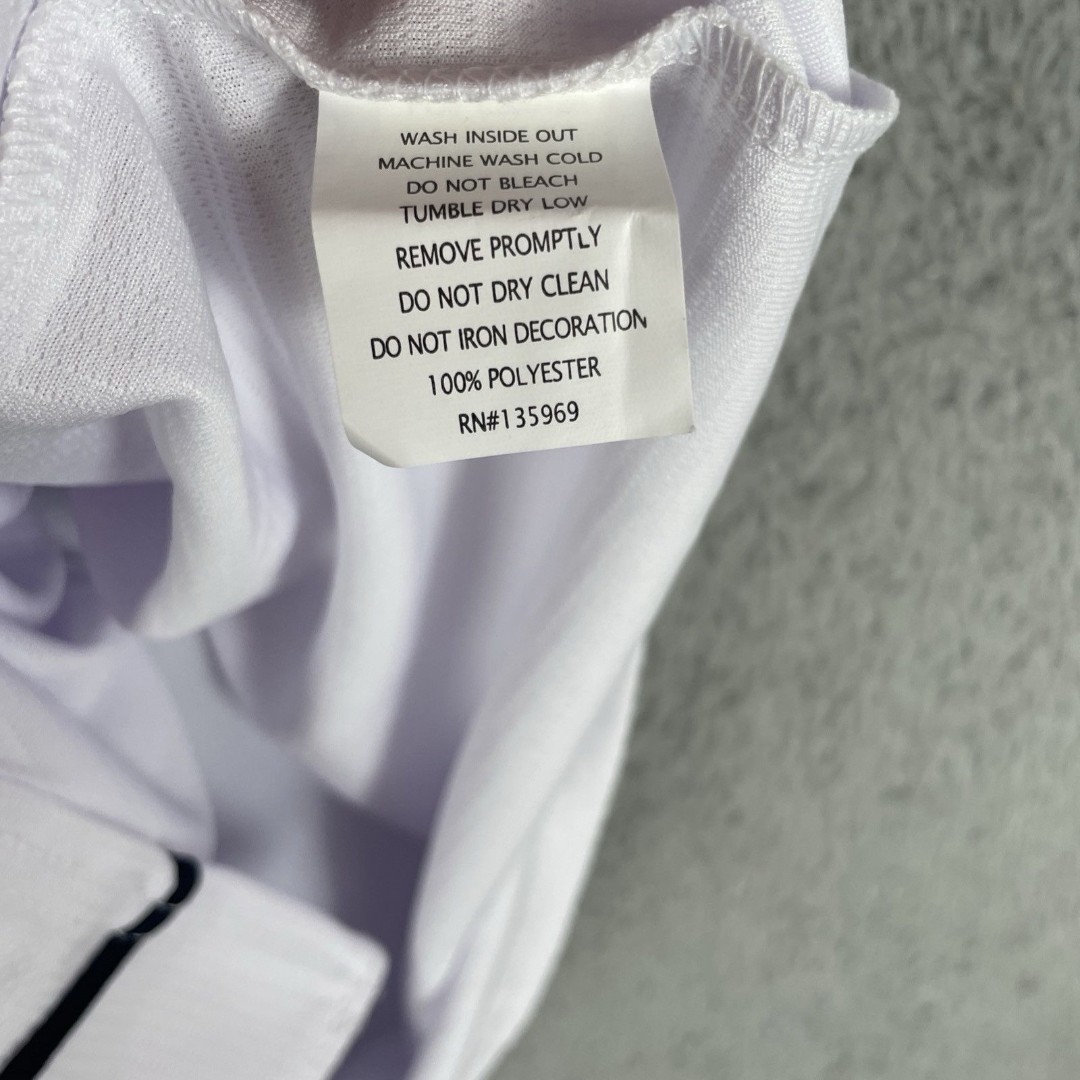 WASH INSIDE OUT
MACHINE WASH COLD
DO NOT BLEACH
TUMBLE DRY LOW
REMOVE PROMPTLY
DO NOT DRY CLEAN
DO NOT IRON DECORATION
100% POLYESTER
RN#135969